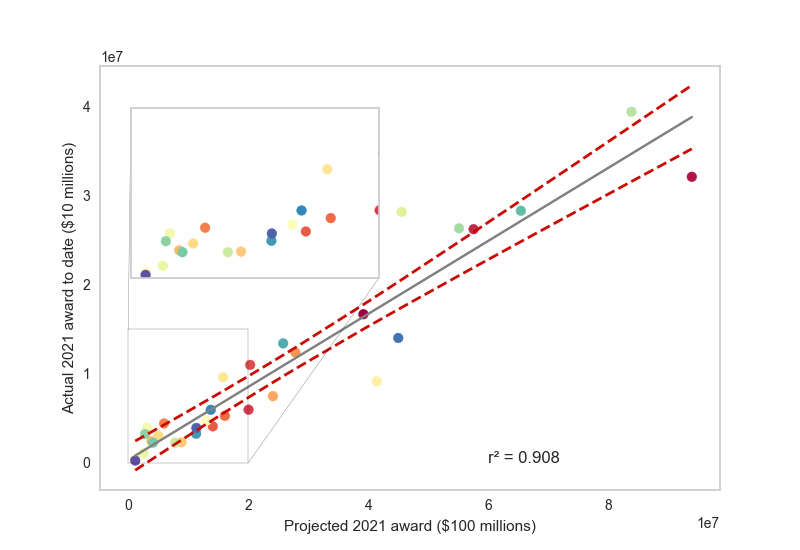 1e7
4
3
2
1
0
Actual 2021 award to date ($10 millions)
r² = 0.908
0
2
4
6
8
Projected 2021 award ($100 millions)
1e7